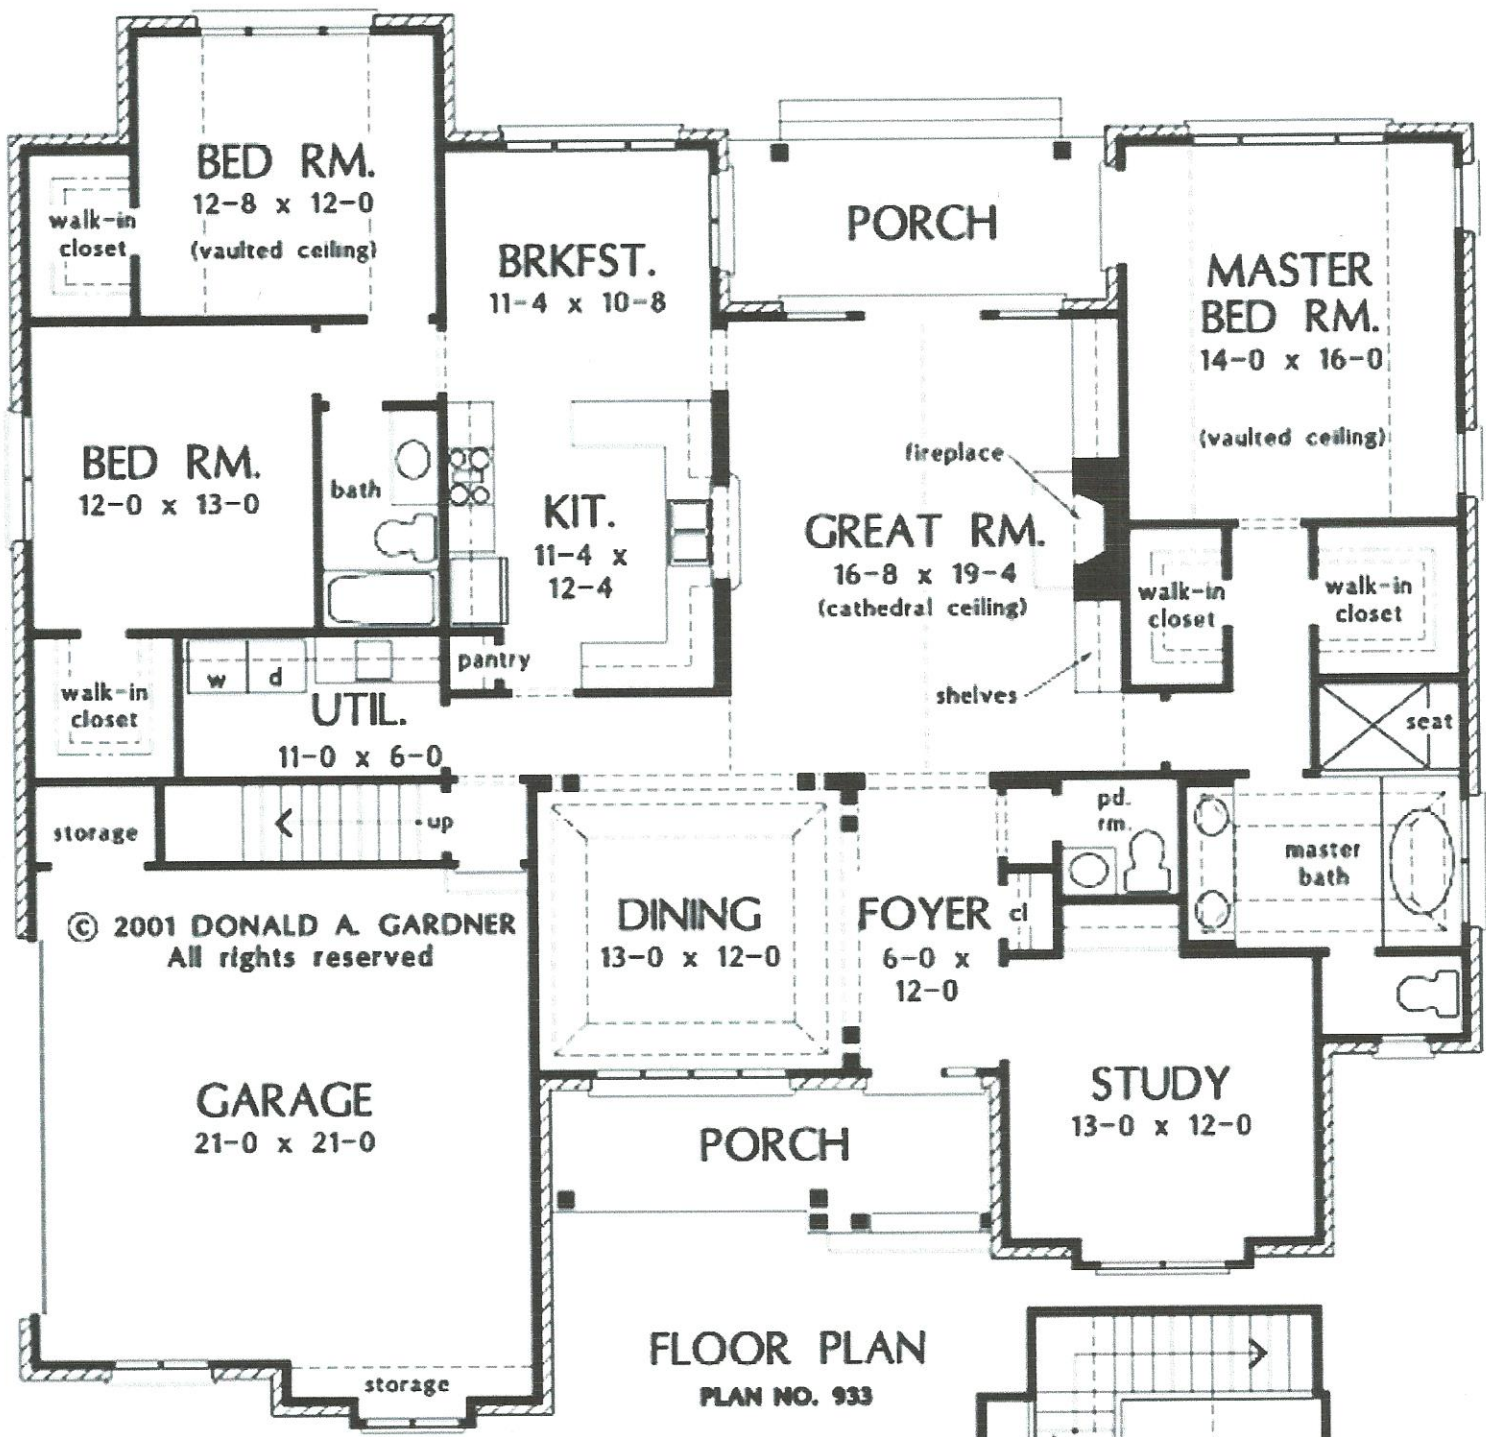 BED RM.
12-8 x 12-0
(vaulted ceiling)
walk-in
closet
BRKFST.
11-4 x 10-8
PORCH
MASTER
BED RM.
14-0 x 16-0
(vaulted ceiling)
BED RM.
12-0 x 13-0
bath
KIT.
11-4 x
12-4
fireplace
GREAT RM.
16-8 x 19-4
(cathedral ceiling)
shelves
walk-in
closet
walk-in
closet
walk-in
closet
w
d
UTIL.
11-0 x 6-0
pantry
seat
storage
up
pd.
rm.
master
bath
© 2001 DONALD A. GARDNER
All rights reserved
DINING
13-0 x 12-0
FOYER
6-0 x
12-0
cl
GARAGE
21-0 x 21-0
PORCH
STUDY
13-0 x 12-0
storage
FLOOR PLAN
PLAN NO. 933